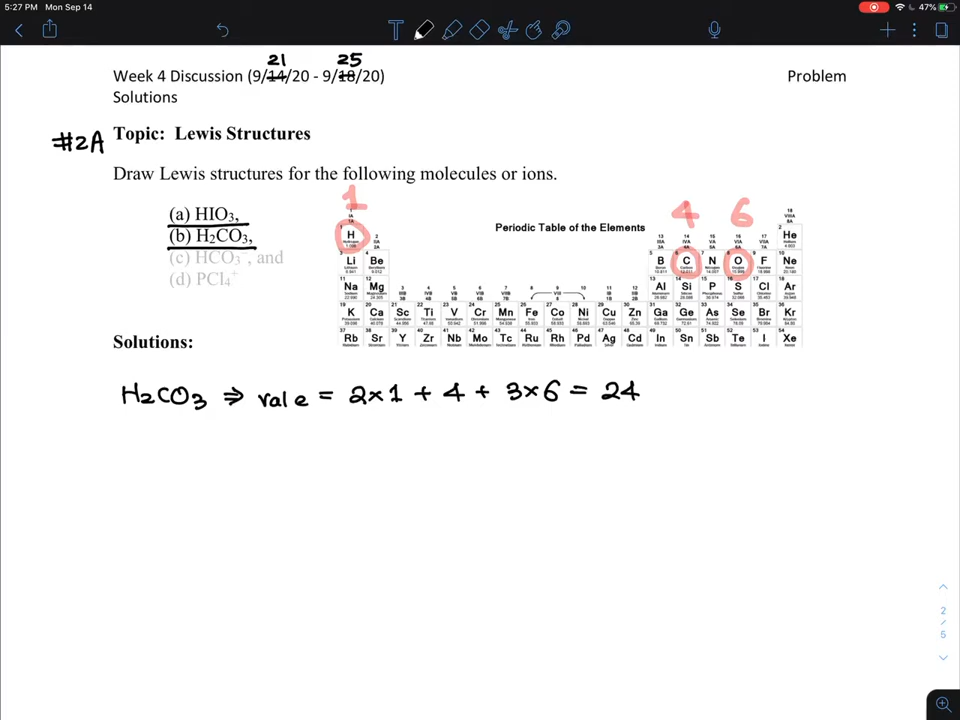 5:27 PM Mon Sep 14
47%
21 25
Week 4 Discussion (9/14/20 - 9/18/20) Problem
Solutions
#2A Topic: Lewis Structures
Draw Lewis structures for the following molecules or ions.
(a) HIO₃,
(b) H₂CO₃,
(c) HCO₃⁻, and
(d) PCl₄⁺
1 4 6
Periodic Table of the Elements
H He
Li Be B C N O F Ne
Na Mg Al Si P S Cl Ar
K Ca Sc Ti V Cr Mn Fe Co Ni Cu Zn Ga Ge As Se Br Kr
Rb Sr Y Zr Nb Mo Tc Ru Rh Pd Ag Cd In Sn Sb Te I Xe
Solutions:
H₂CO₃ ⇒ val e = 2×1 + 4 + 3×6 = 24
2
/
5